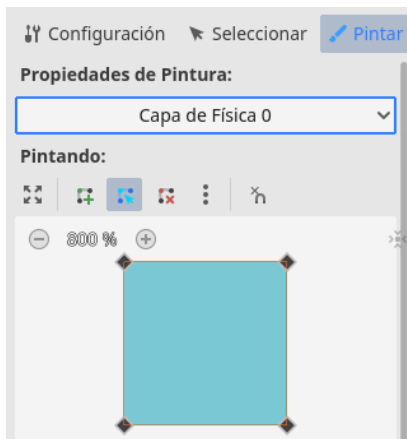 Configuración Seleccionar Pintar
Propiedades de Pintura:
Capa de Física 0
Pintando:
800 %